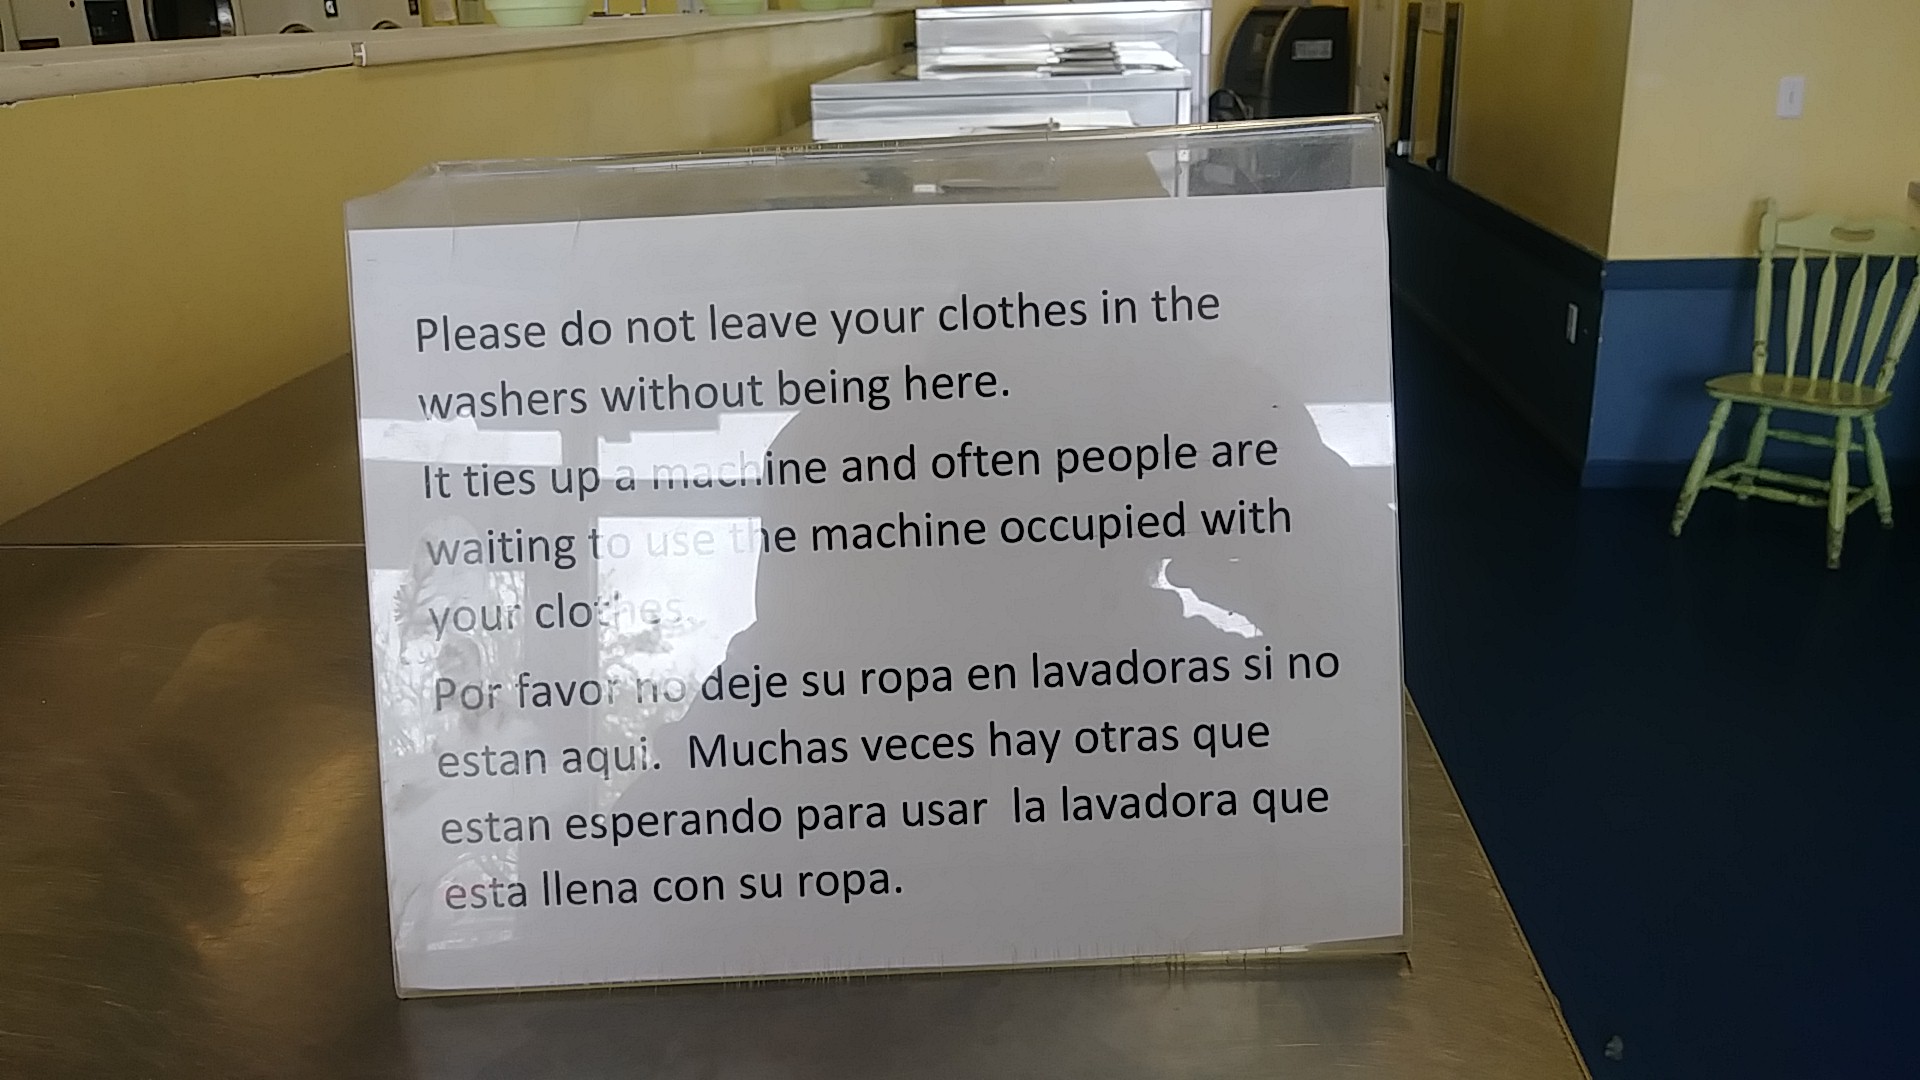 Please do not leave your clothes in the
washers without being here.
It ties up a machine and often people are
waiting to use the machine occupied with
your clothes.
Por favor no deje su ropa en lavadoras si no
estan aqui.  Muchas veces hay otras que
estan esperando para usar  la lavadora que
esta llena con su ropa.